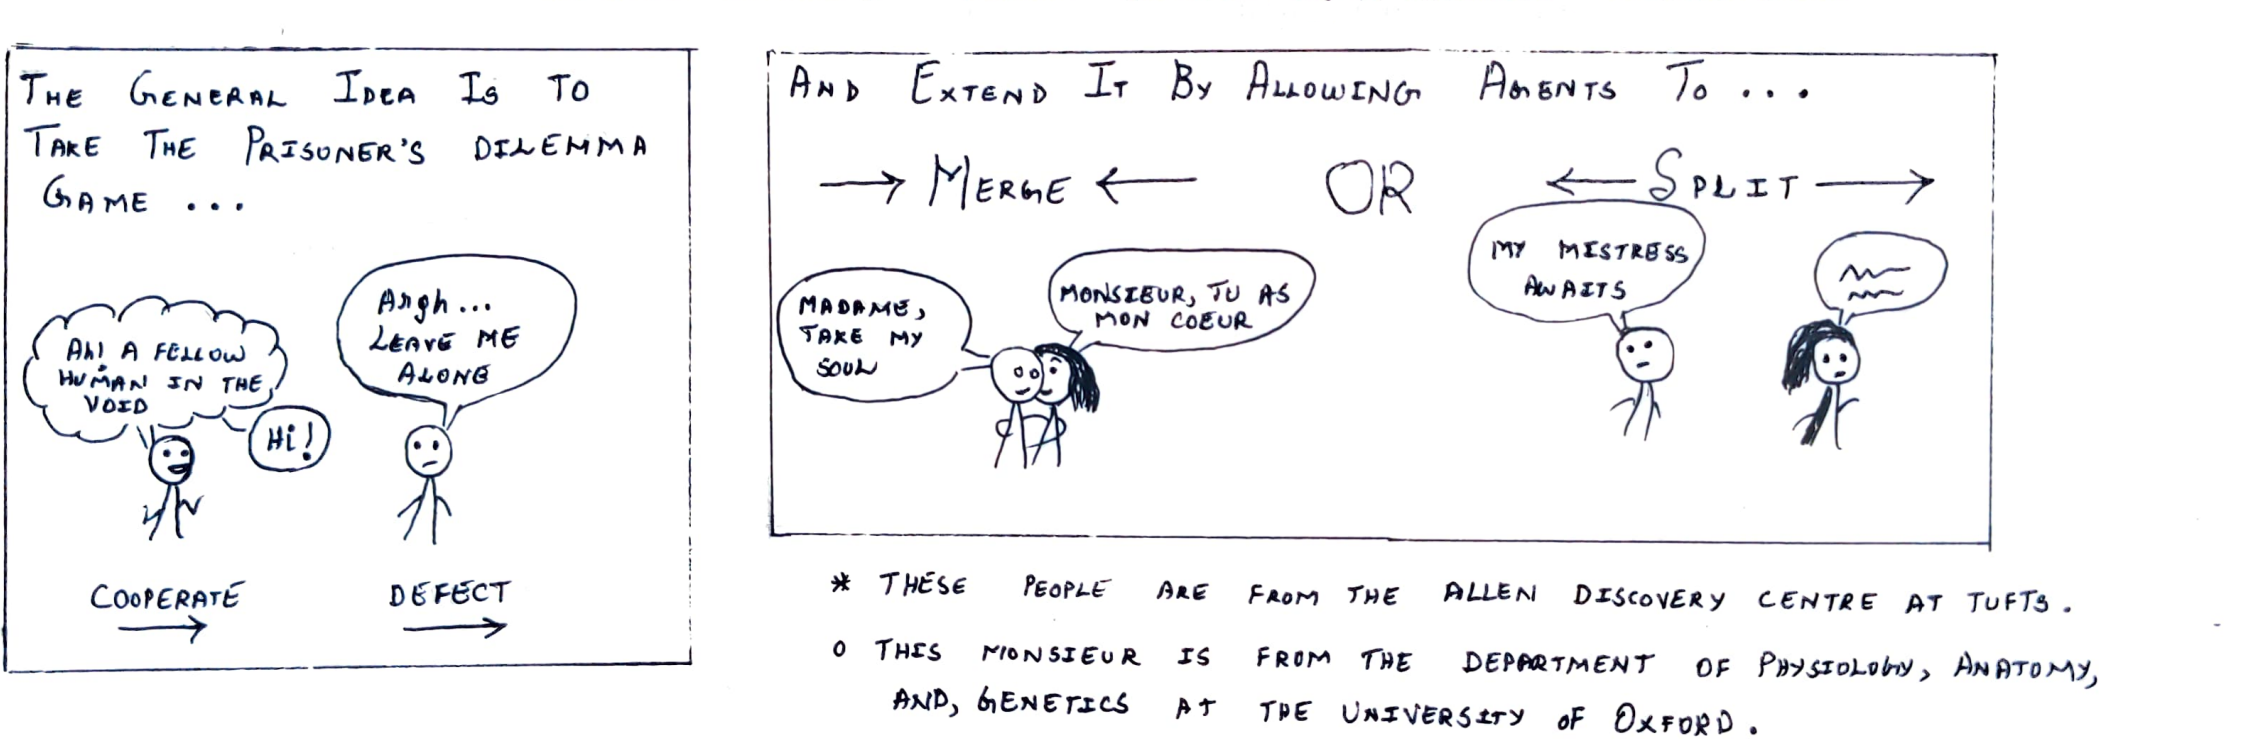 THE GENERAL IDEA IS TO
TAKE THE PRISONER'S DILEMMA
GAME ...
AH! A FELLOW
HUMAN IN THE
VOID
Hi!
Argh...
LEAVE ME
ALONE
COOPERATE
DEFECT
AND EXTEND IT BY ALLOWING AGENTS TO ...
MERGE OR SPLIT
MADAME,
TAKE MY
SOUL
MONSIEUR, TU AS
MON COEUR
MY MISTRESS
AWAITS
* THESE PEOPLE ARE FROM THE ALLEN DISCOVERY CENTRE AT TUFTS.
o THIS MONSIEUR IS FROM THE DEPARTMENT OF PHYSIOLOGY, ANATOMY,
AND, GENETICS AT THE UNIVERSITY OF OXFORD.